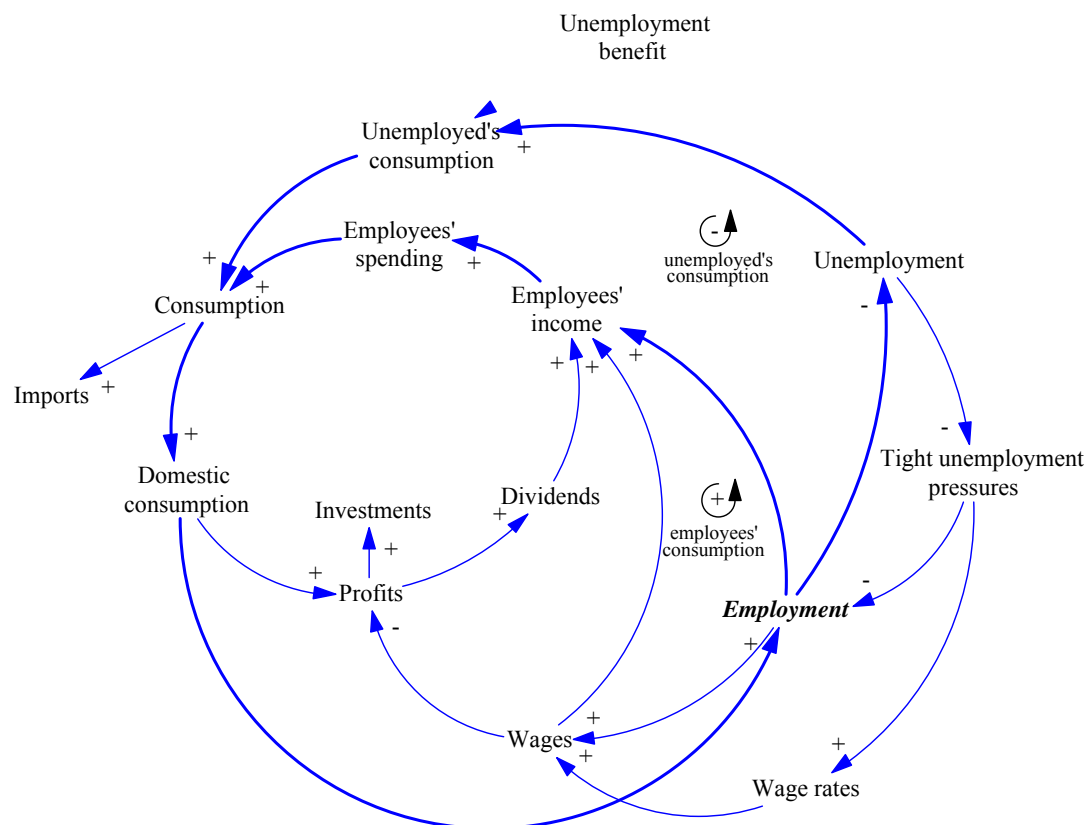 Unemployment
benefit
Unemployed's
consumption
+
Employees'
spending
-
unemployed's
consumption
Unemployment
+
+
+
Consumption
Employees'
income
-
+
+
+
Imports
+
+
-
Domestic
consumption
Tight unemployment
pressures
Investments
+
Dividends
+
employees'
consumption
+
+
Profits
-
Employment
-
+
+
Wages
+
+
Wage rates